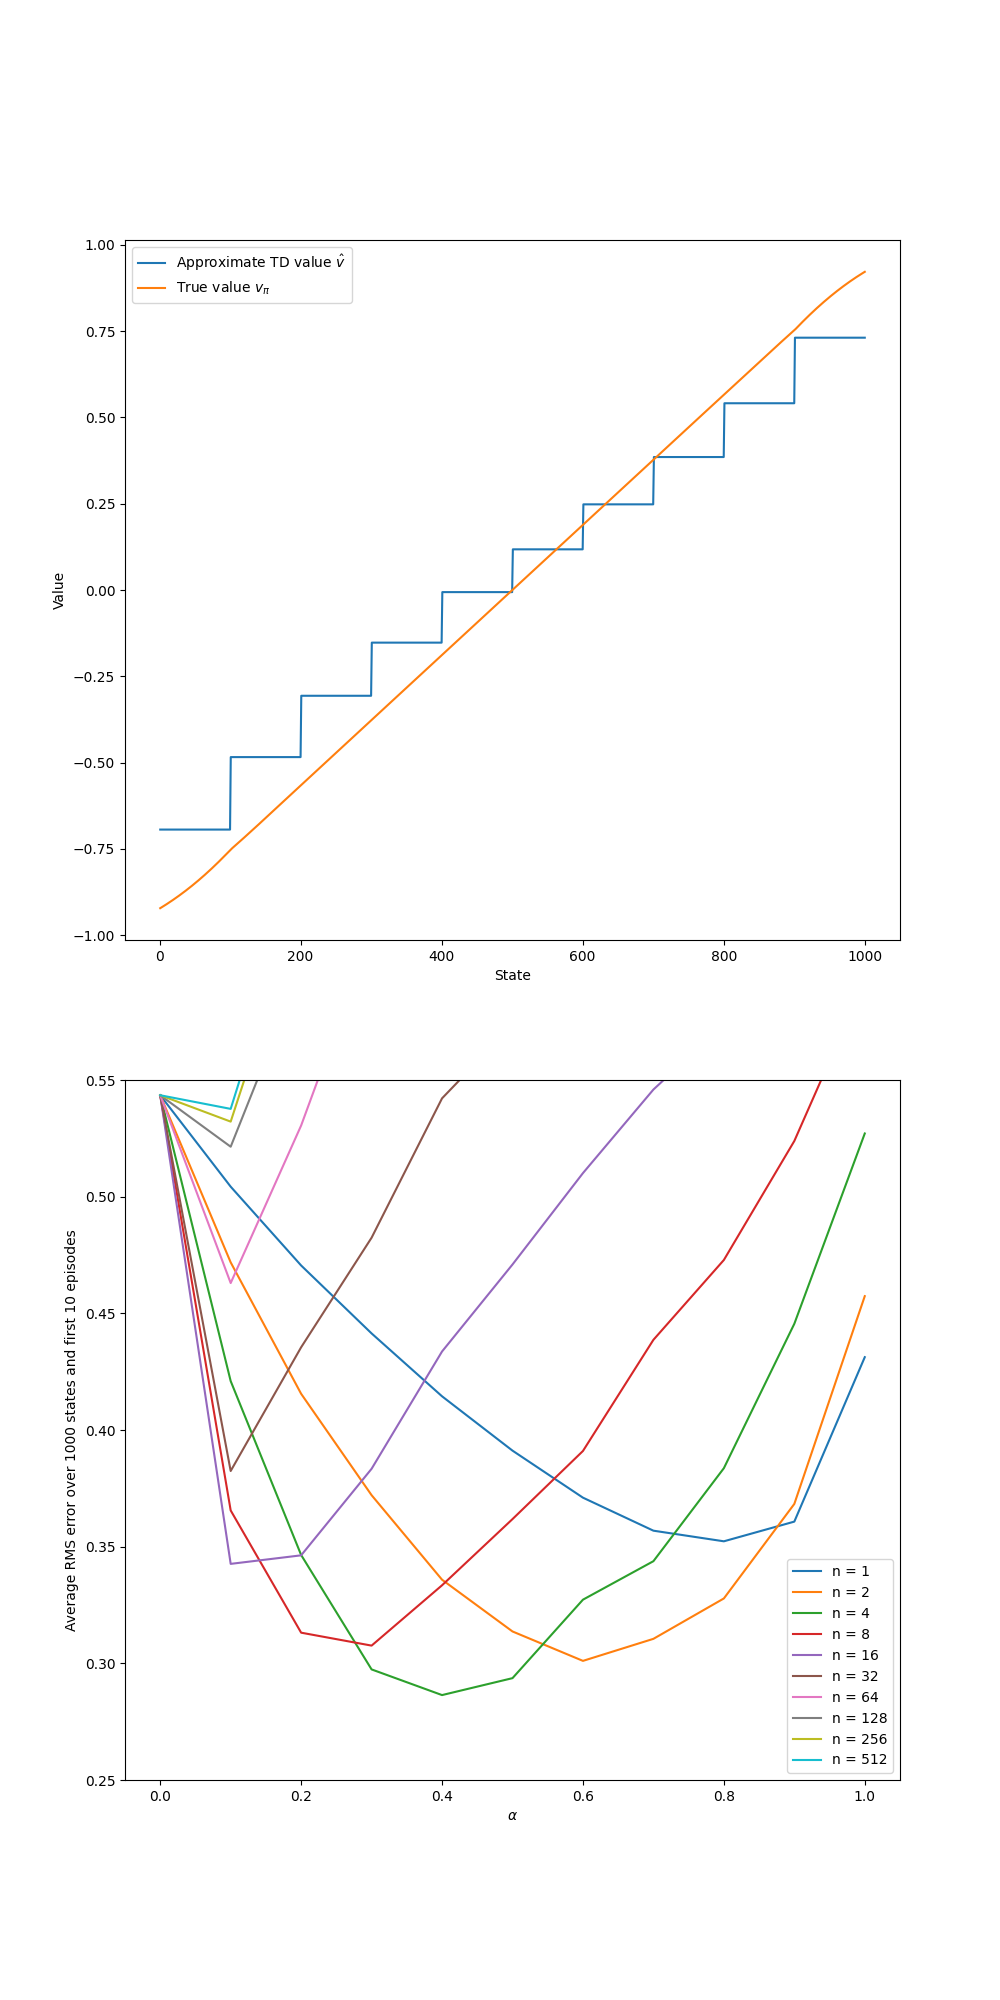 1.00
0.75
0.50
0.25
0.00
−0.25
−0.50
−0.75
−1.00
Value
Approximate TD value v̂
True value vπ
0 200 400 600 800 1000
State
0.55
0.50
0.45
0.40
0.35
0.30
0.25
Average RMS error over 1000 states and first 10 episodes
n = 1
n = 2
n = 4
n = 8
n = 16
n = 32
n = 64
n = 128
n = 256
n = 512
0.0 0.2 0.4 0.6 0.8 1.0
α